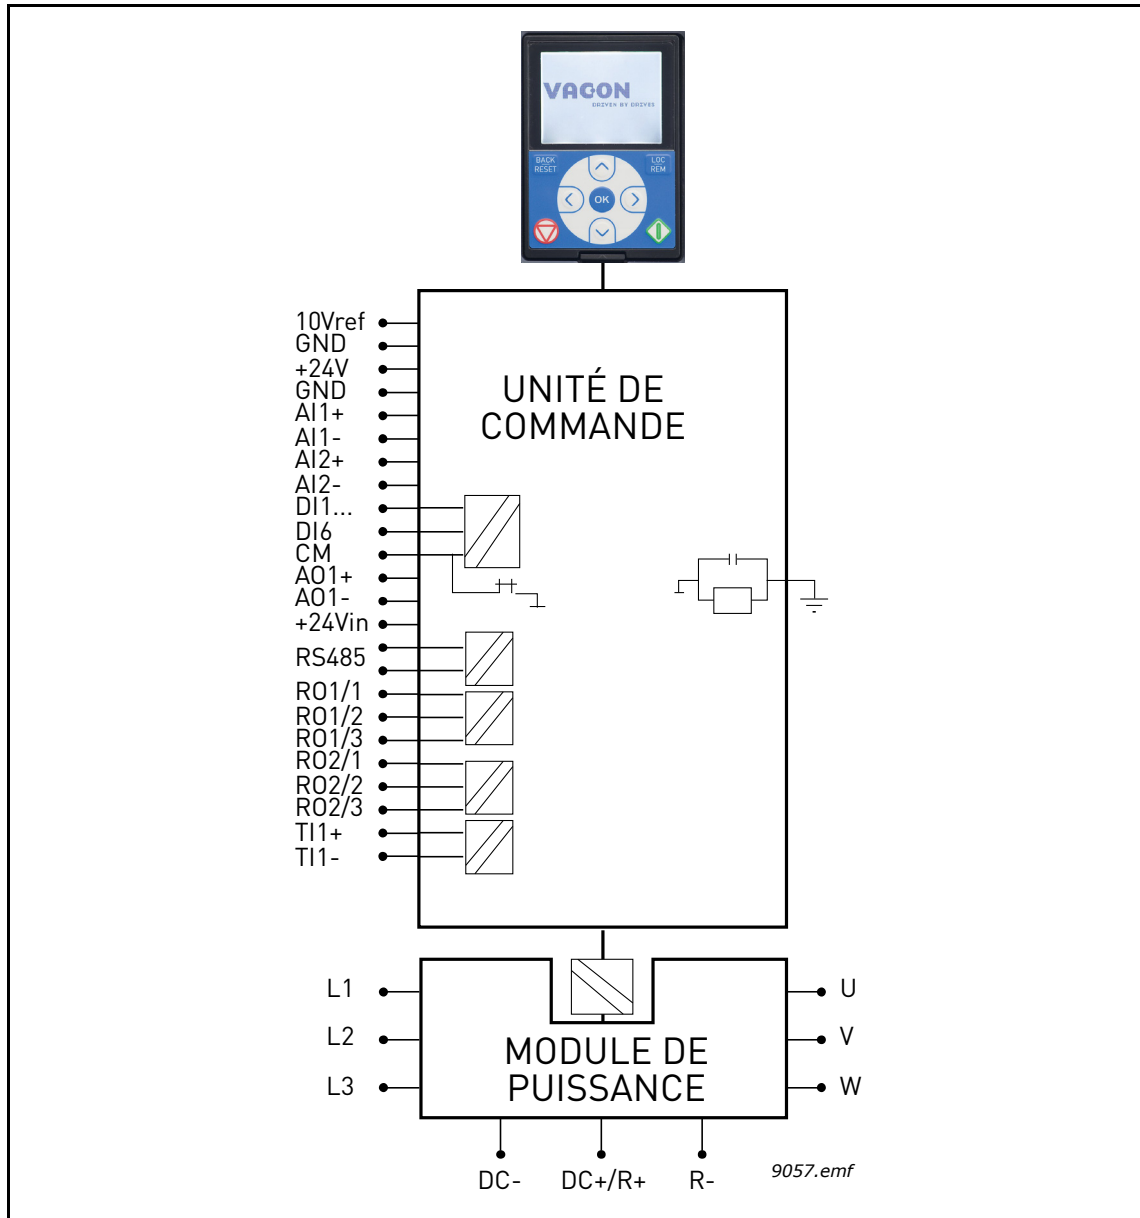 VACON
DRIVEN BY DRIVES
BACK
RESET
LOC
REM
OK
10Vref
GND
+24V
GND
AI1+
AI1-
AI2+
AI2-
DI1...
DI6
CM
AO1+
AO1-
+24Vin
RS485
RO1/1
RO1/2
RO1/3
RO2/1
RO2/2
RO2/3
TI1+
TI1-
UNITÉ DE
COMMANDE
L1
L2
L3
MODULE DE
PUISSANCE
U
V
W
DC-
DC+/R+
R-
9057.emf